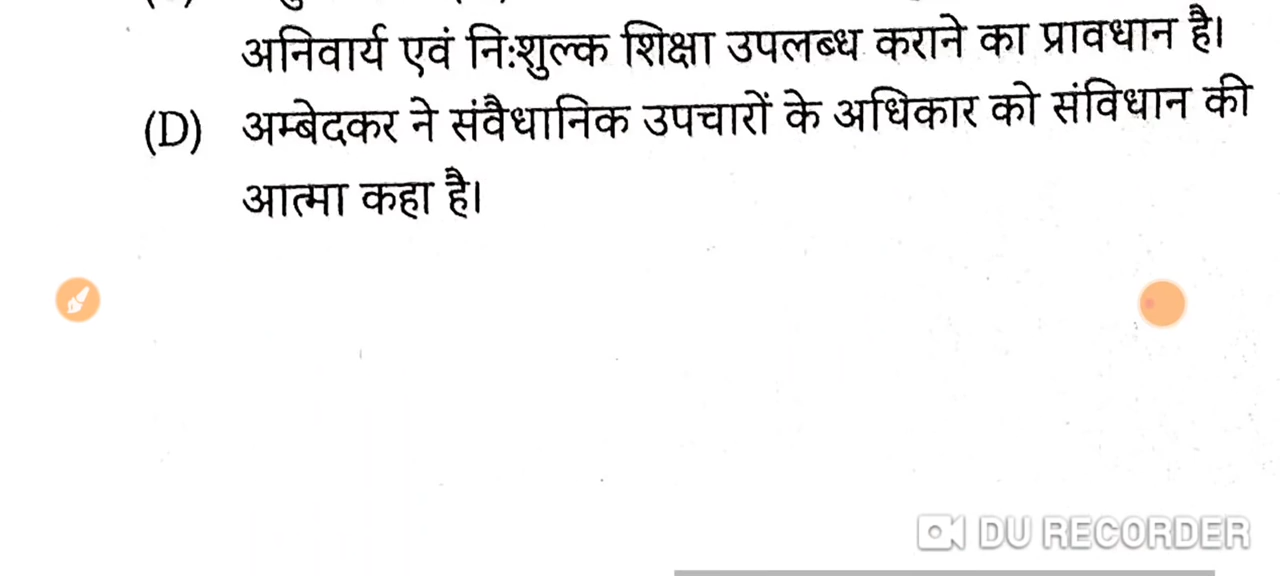 अनिवार्य एवं नि:शुल्क शिक्षा उपलब्ध कराने का प्रावधान है।
(D) अम्बेदकर ने संवैधानिक उपचारों के अधिकार को संविधान की
आत्मा कहा है।
DU RECORDER